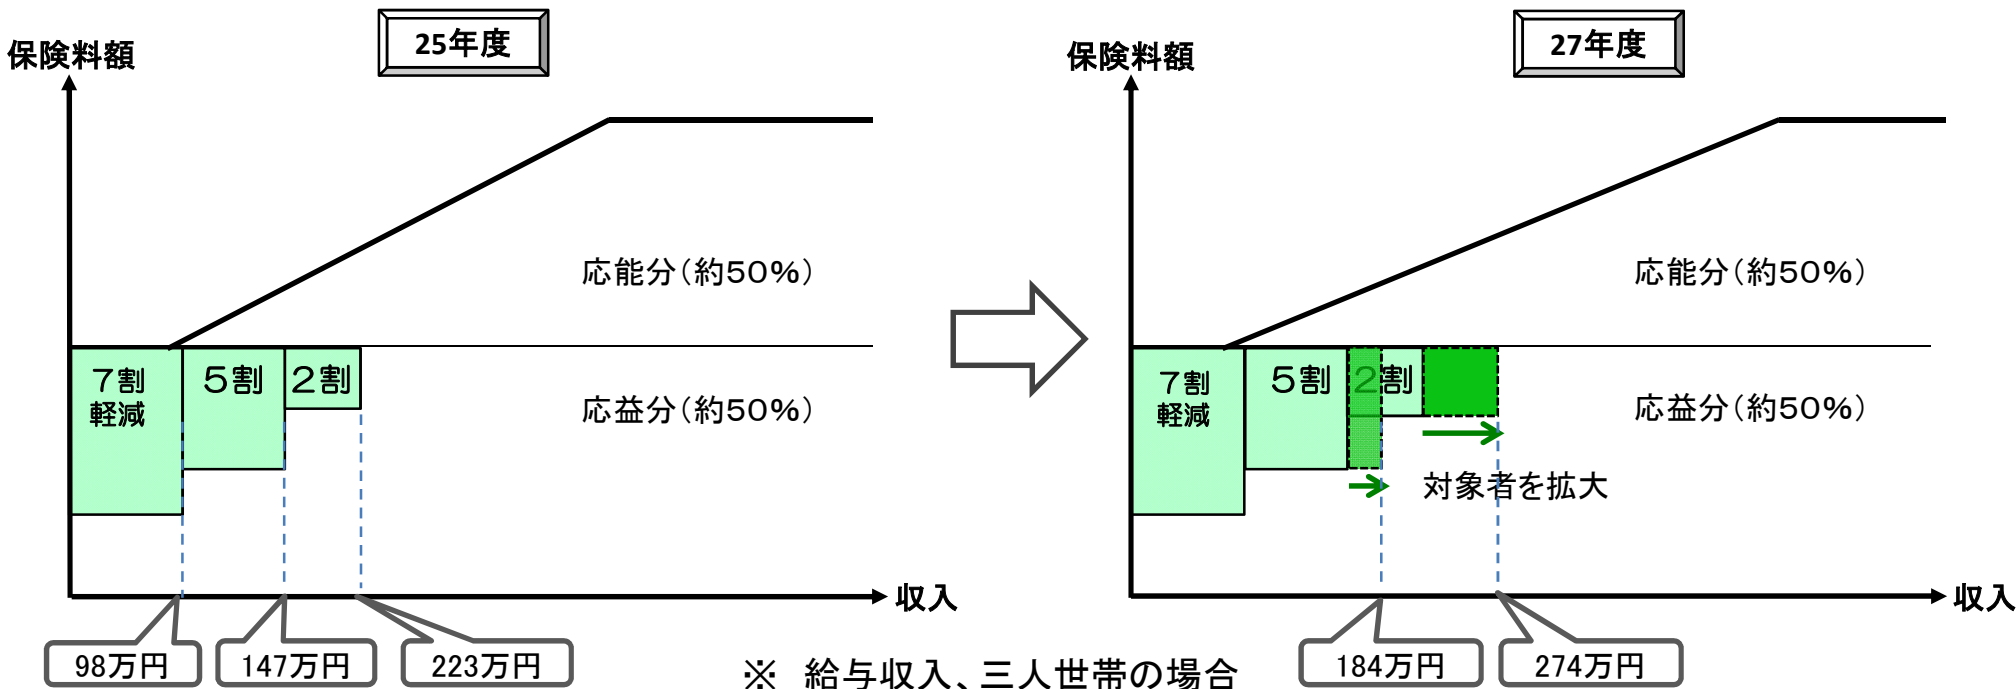 25年度
保険料額
応能分（約50％）
7割
軽減
5割
2割
応益分（約50％）
収入
98万円
147万円
223万円
27年度
保険料額
応能分（約50％）
7割
軽減
5割
2割
応益分（約50％）
対象者を拡大
収入
184万円
274万円
※ 給与収入、三人世帯の場合